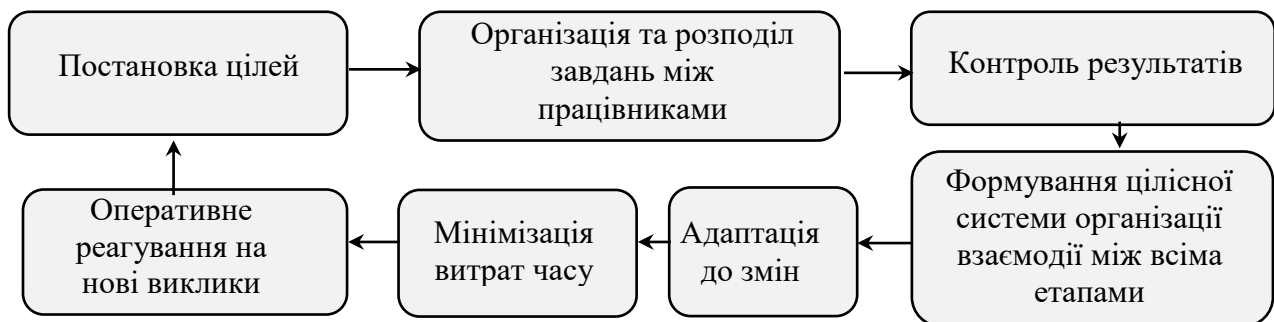 Постановка цілей
Організація та розподіл
завдань між
працівниками
Контроль результатів
Формування цілісної
системи організації
взаємодії між всіма
етапами
Адаптація
до змін
Мінімізація
витрат часу
Оперативне
реагування на
нові виклики